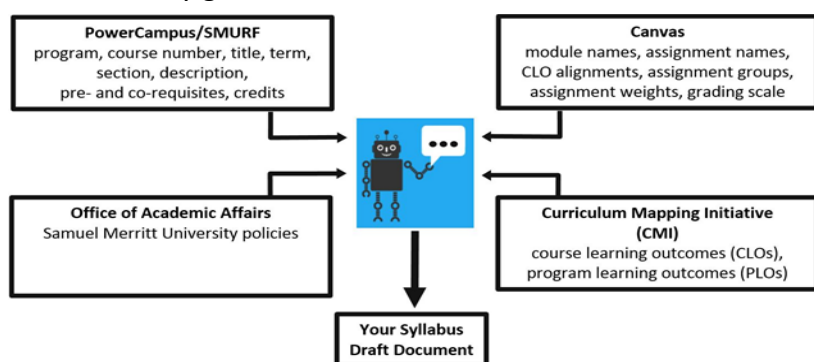 PowerCampus/SMURF
program, course number, title, term,
section, description,
pre- and co-requisites, credits
Canvas
module names, assignment names,
CLO alignments, assignment groups,
assignment weights, grading scale
Office of Academic Affairs
Samuel Merritt University policies
Curriculum Mapping Initiative
(CMI)
course learning outcomes (CLOs),
program learning outcomes (PLOs)
Your Syllabus
Draft Document